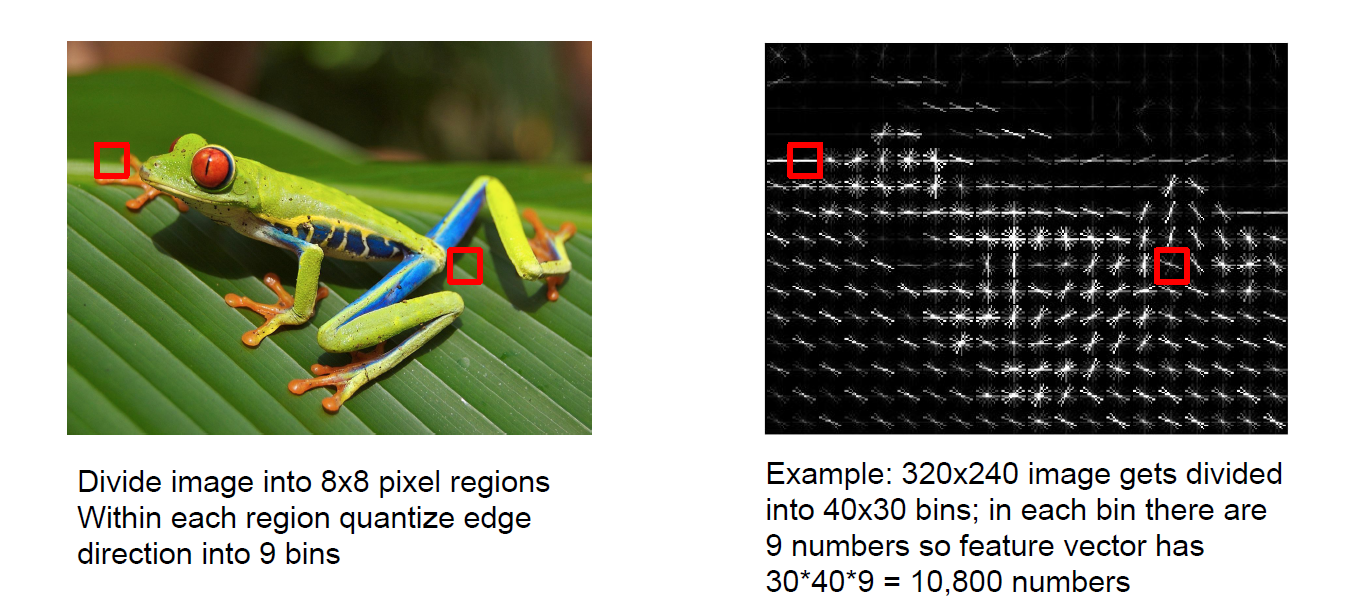 Divide image into 8x8 pixel regions
Within each region quantize edge
direction into 9 bins
Example: 320x240 image gets divided
into 40x30 bins; in each bin there are
9 numbers so feature vector has
30*40*9 = 10,800 numbers